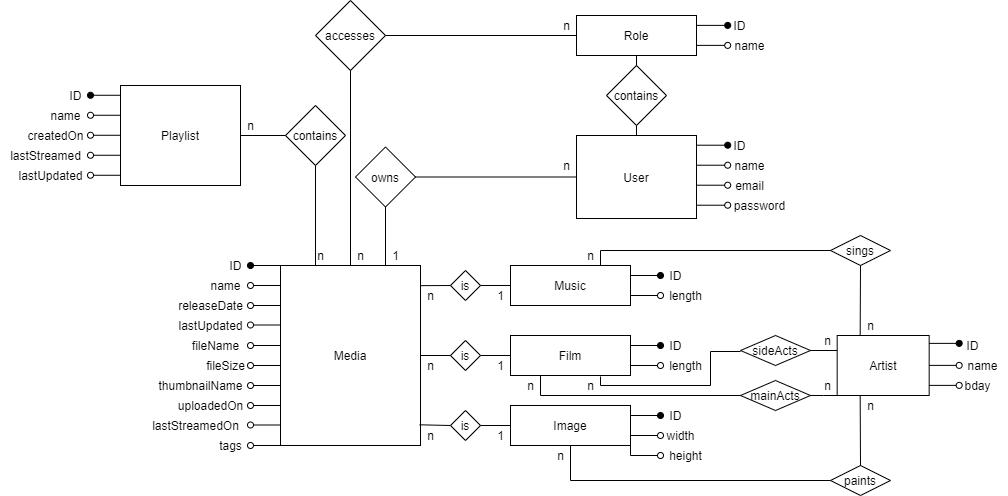 accesses
n
Role
ID
name
contains
Playlist
ID
name
createdOn
lastStreamed
lastUpdated
n
contains
owns
n
User
ID
name
email
password
n
n
1
sings
n
ID
name
releaseDate
lastUpdated
fileName
fileSize
thumbnailName
uploadedOn
lastStreamedOn
tags
Media
n
is
1
Music
ID
length
n
n
is
1
Film
ID
length
n
n
sideActs
n
mainActs
n
Artist
ID
name
bday
n
n
is
1
Image
ID
width
height
n
paints